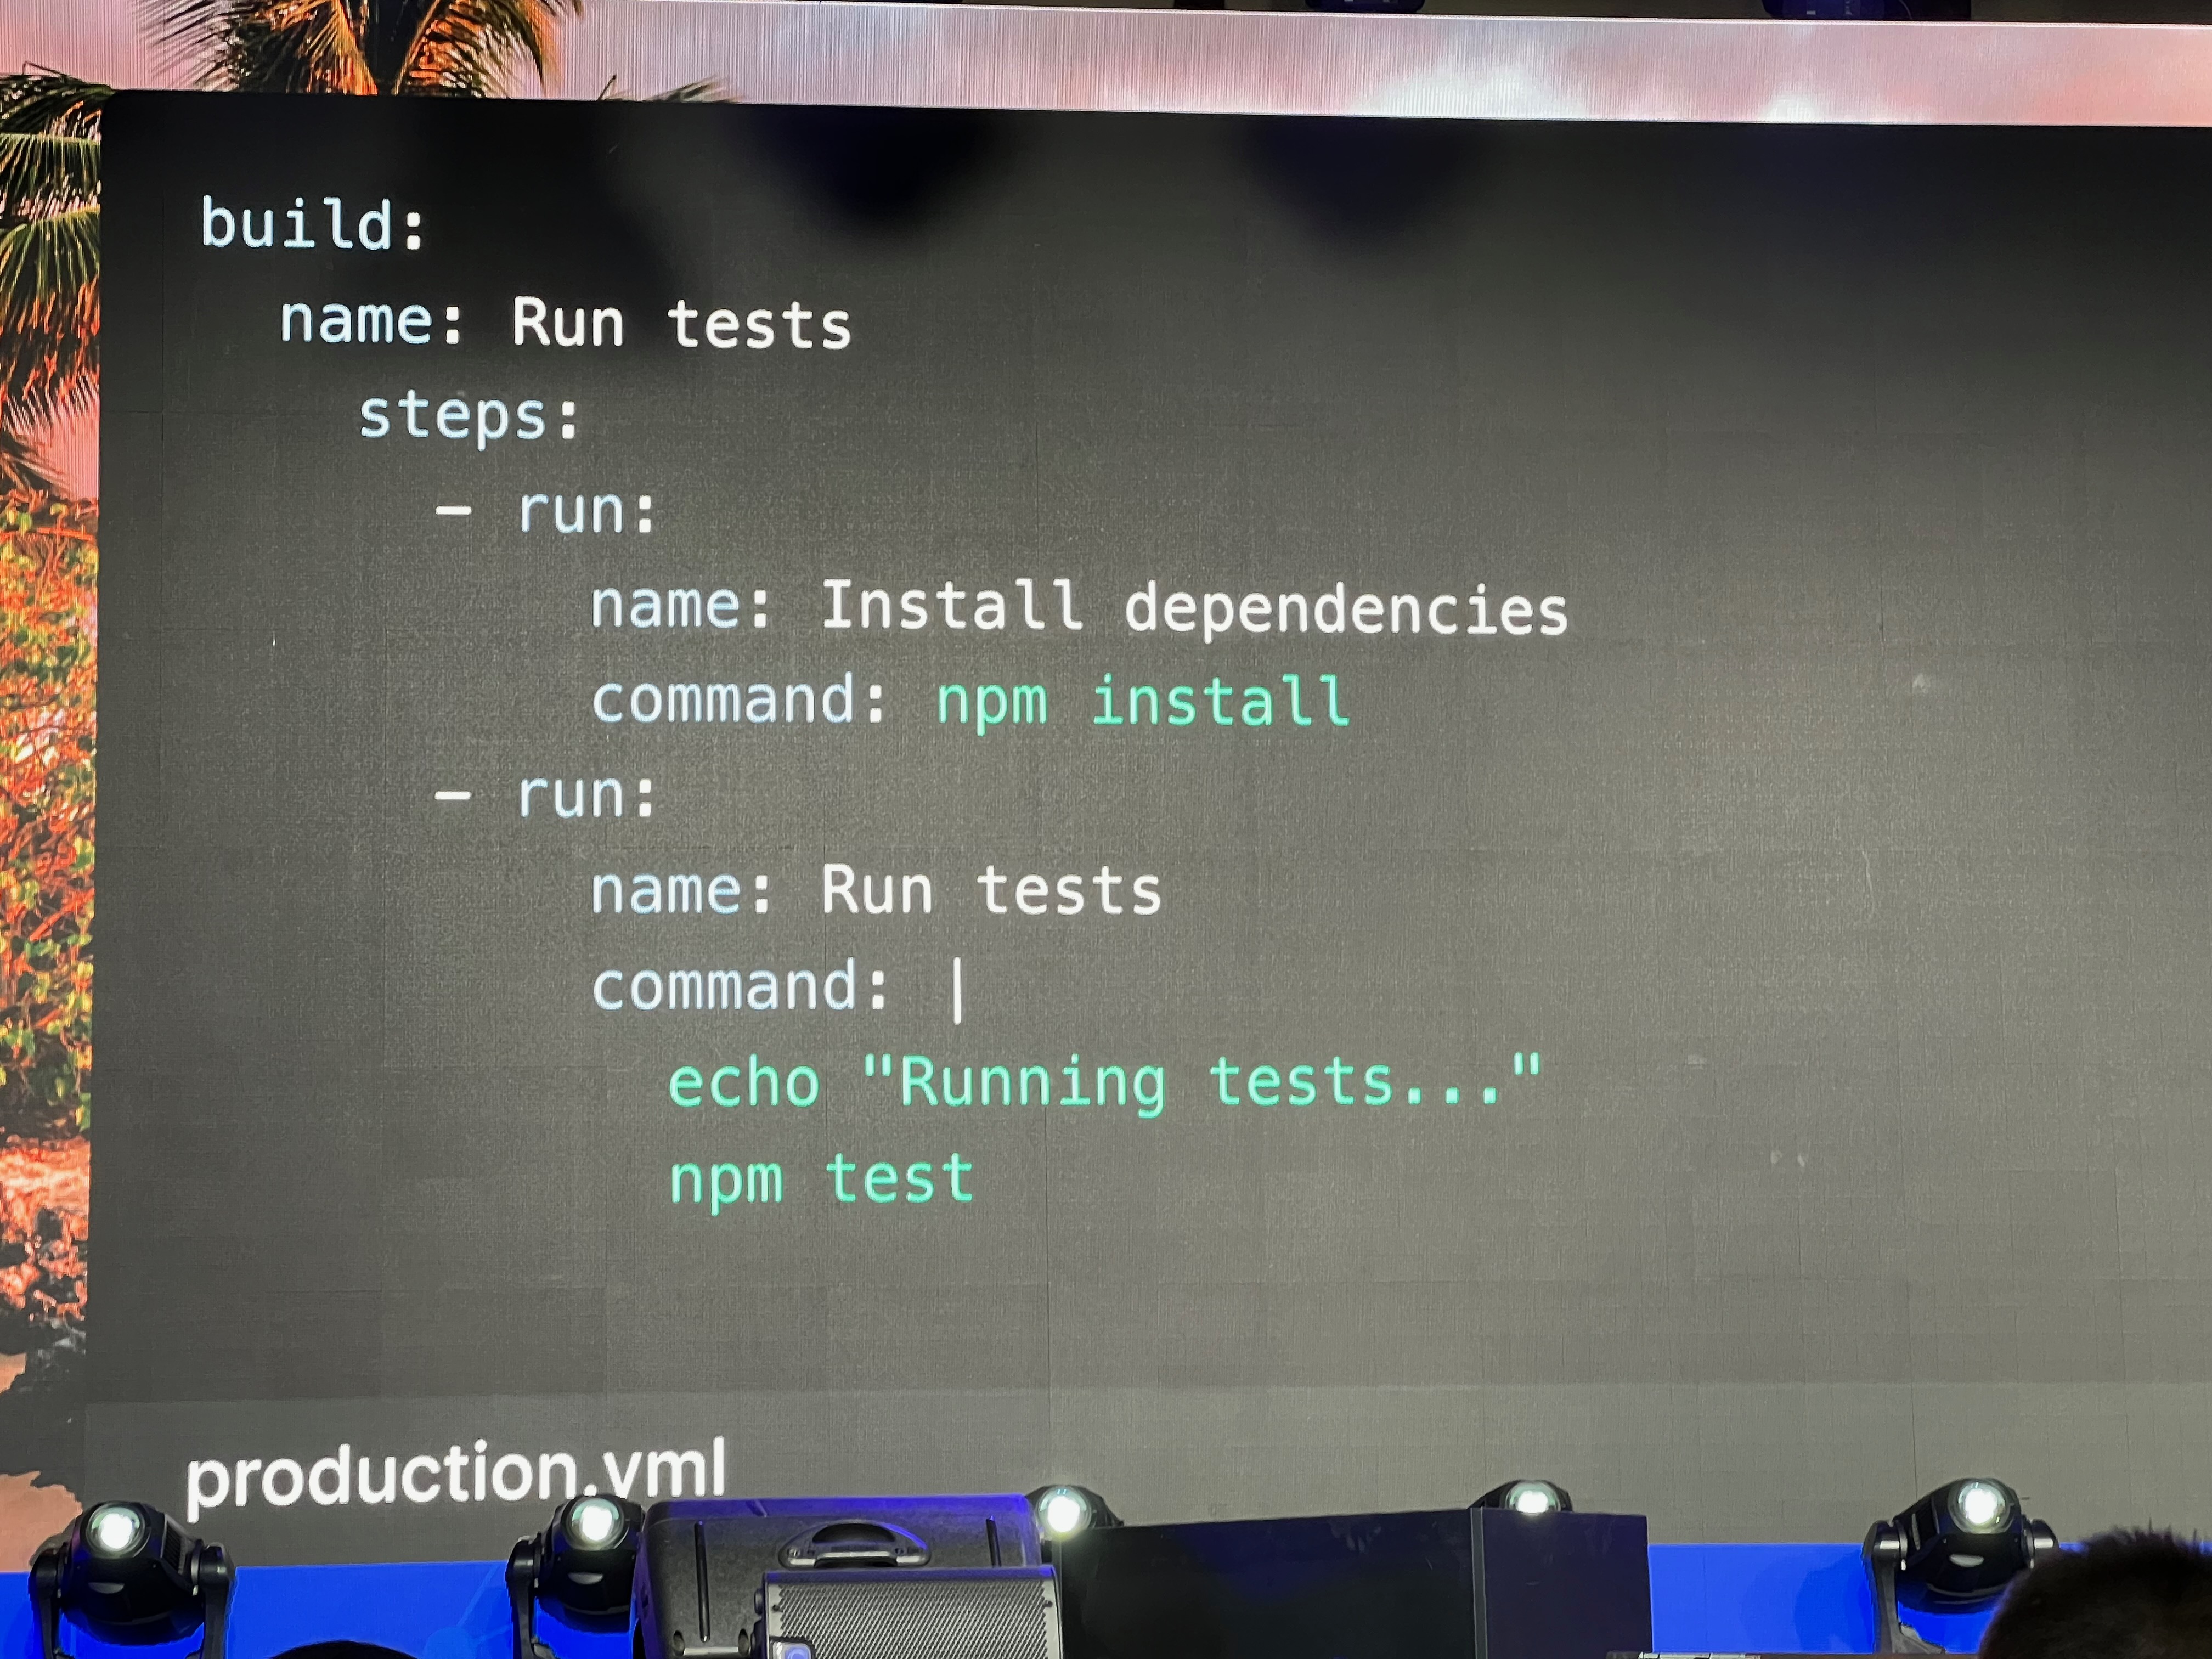 build:
  name: Run tests
    steps:
      - run:
          name: Install dependencies
          command: npm install
      - run:
          name: Run tests
          command: |
            echo "Running tests..."
            npm test
production.yml